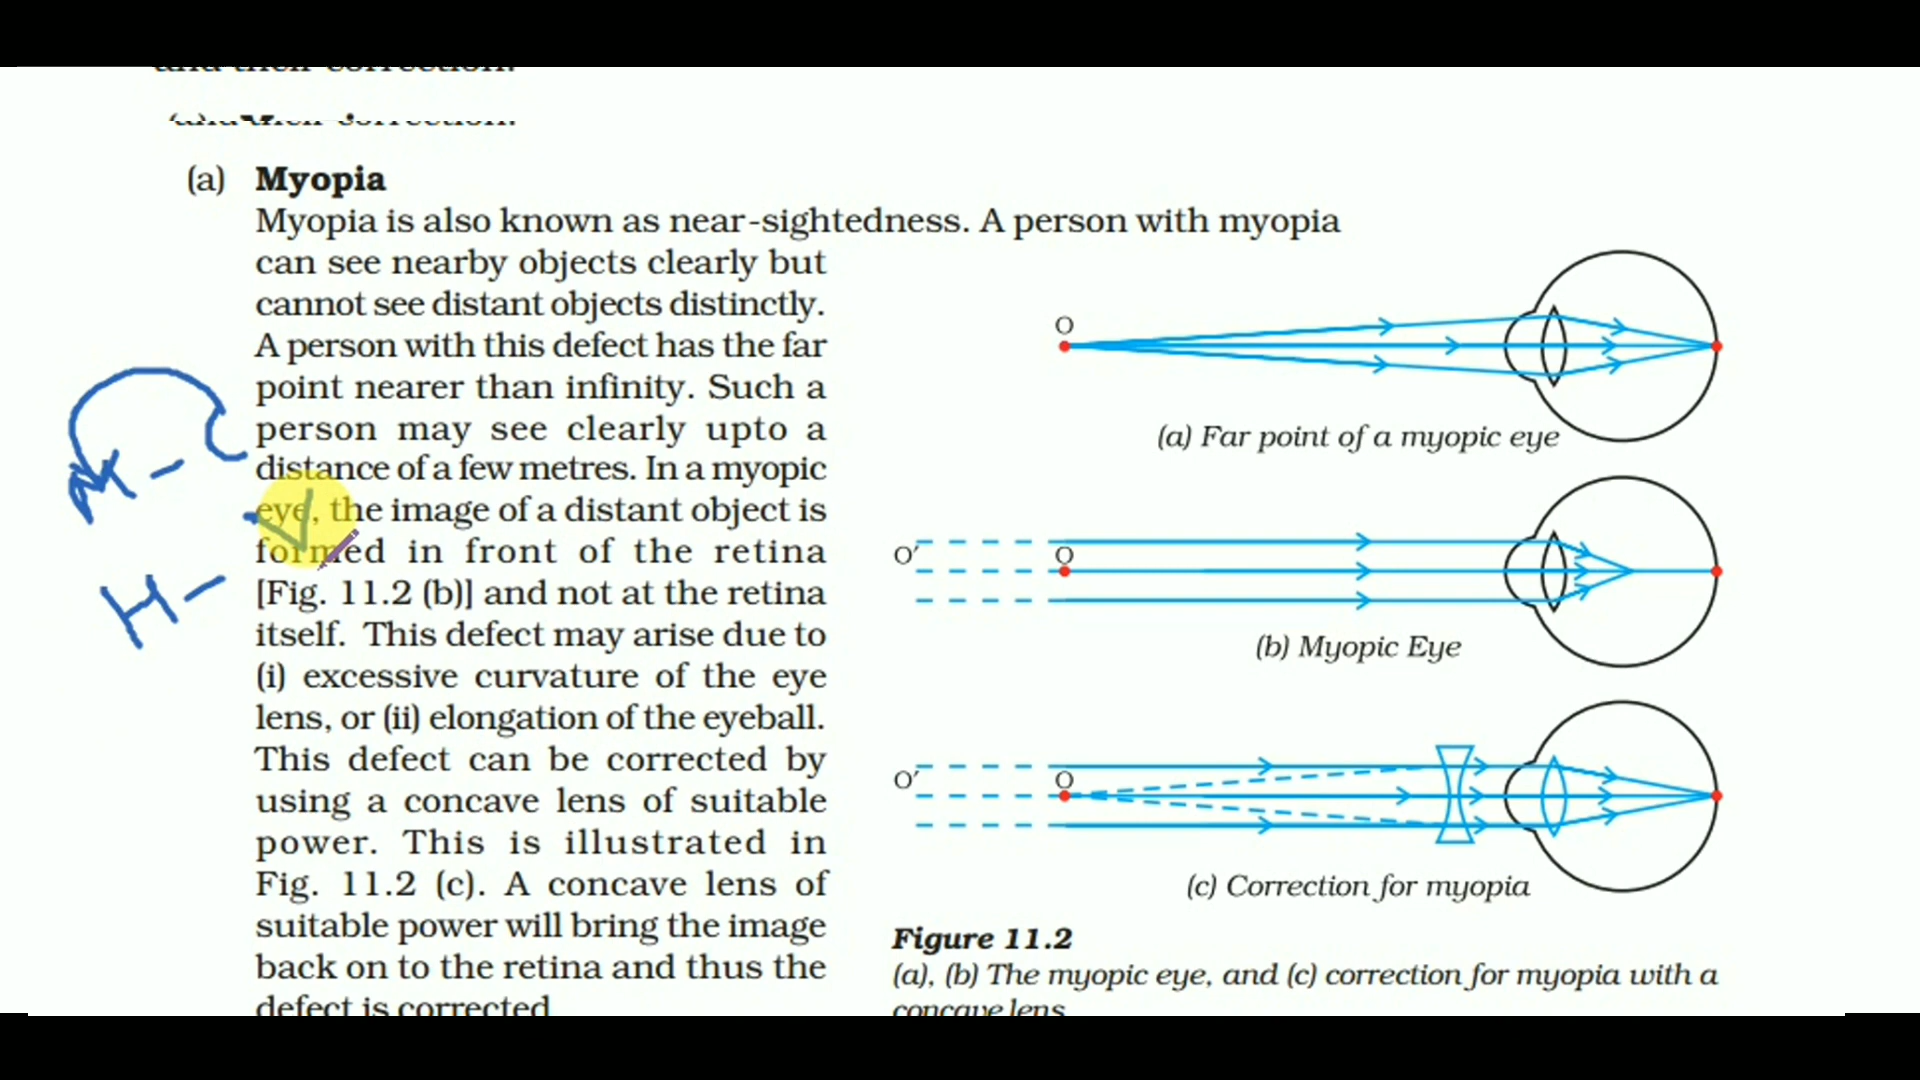 and their correction.
(a) Myopia
Myopia is also known as near-sightedness. A person with myopia
can see nearby objects clearly but
cannot see distant objects distinctly.
A person with this defect has the far
point nearer than infinity. Such a
person may see clearly upto a
distance of a few metres. In a myopic
eye, the image of a distant object is
formed in front of the retina
[Fig. 11.2 (b)] and not at the retina
itself. This defect may arise due to
(i) excessive curvature of the eye
lens, or (ii) elongation of the eyeball.
This defect can be corrected by
using a concave lens of suitable
power. This is illustrated in
Fig. 11.2 (c). A concave lens of
suitable power will bring the image
back on to the retina and thus the
defect is corrected.
M -
H -
O
(a) Far point of a myopic eye
O′ O
(b) Myopic Eye
O′ O
(c) Correction for myopia
Figure 11.2
(a), (b) The myopic eye, and (c) correction for myopia with a
concave lens